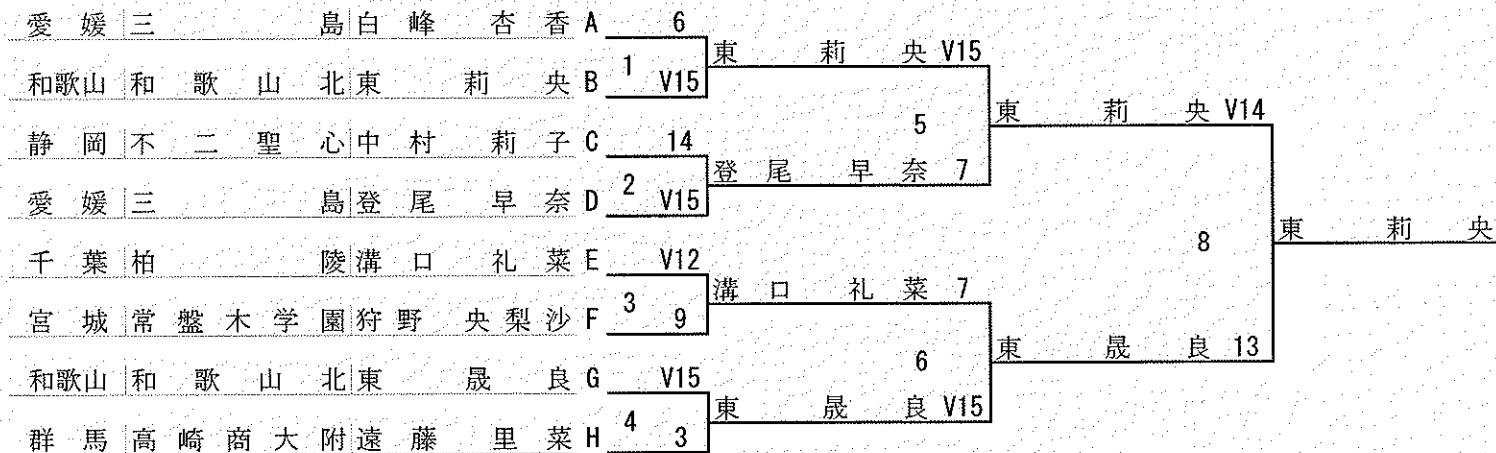 愛媛 三島 白峰 杏香 A 6
東 莉央 V15
1
和歌山 和歌山北 東 莉央 B V15
東 莉央 V14
5
静岡 不二聖心 中村 莉子 C 14
登尾 早奈 7
2
愛媛 三島 登尾 早奈 D V15
東 莉央
8
千葉 柏陵 溝口 礼菜 E V12
溝口 礼菜 7
3
宮城 常盤木学園 狩野 央梨沙 F 9
東 晟良 13
6
和歌山 和歌山北 東 晟良 G V15
東 晟良 V15
4
群馬 高崎商大附 遠藤 里菜 H 3